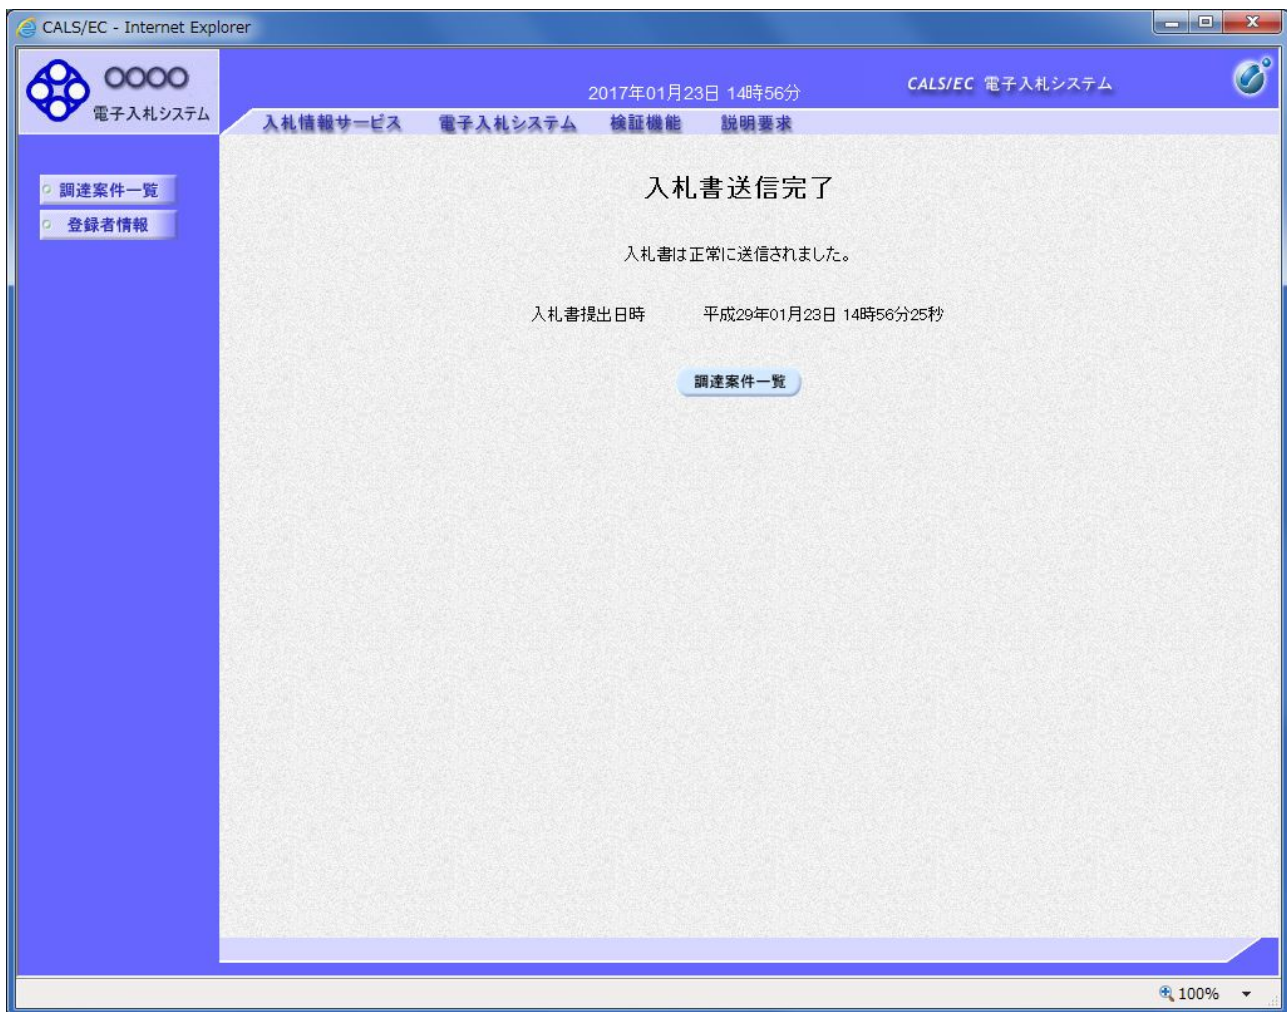 CALS/EC - Internet Explorer
○○○○
電子入札システム
2017年01月23日 14時56分
CALS/EC 電子入札システム
入札情報サービス 電子入札システム 検証機能 説明要求
調達案件一覧
登録者情報
入札書送信完了
入札書は正常に送信されました。
入札書提出日時 平成29年01月23日 14時56分25秒
調達案件一覧
100%